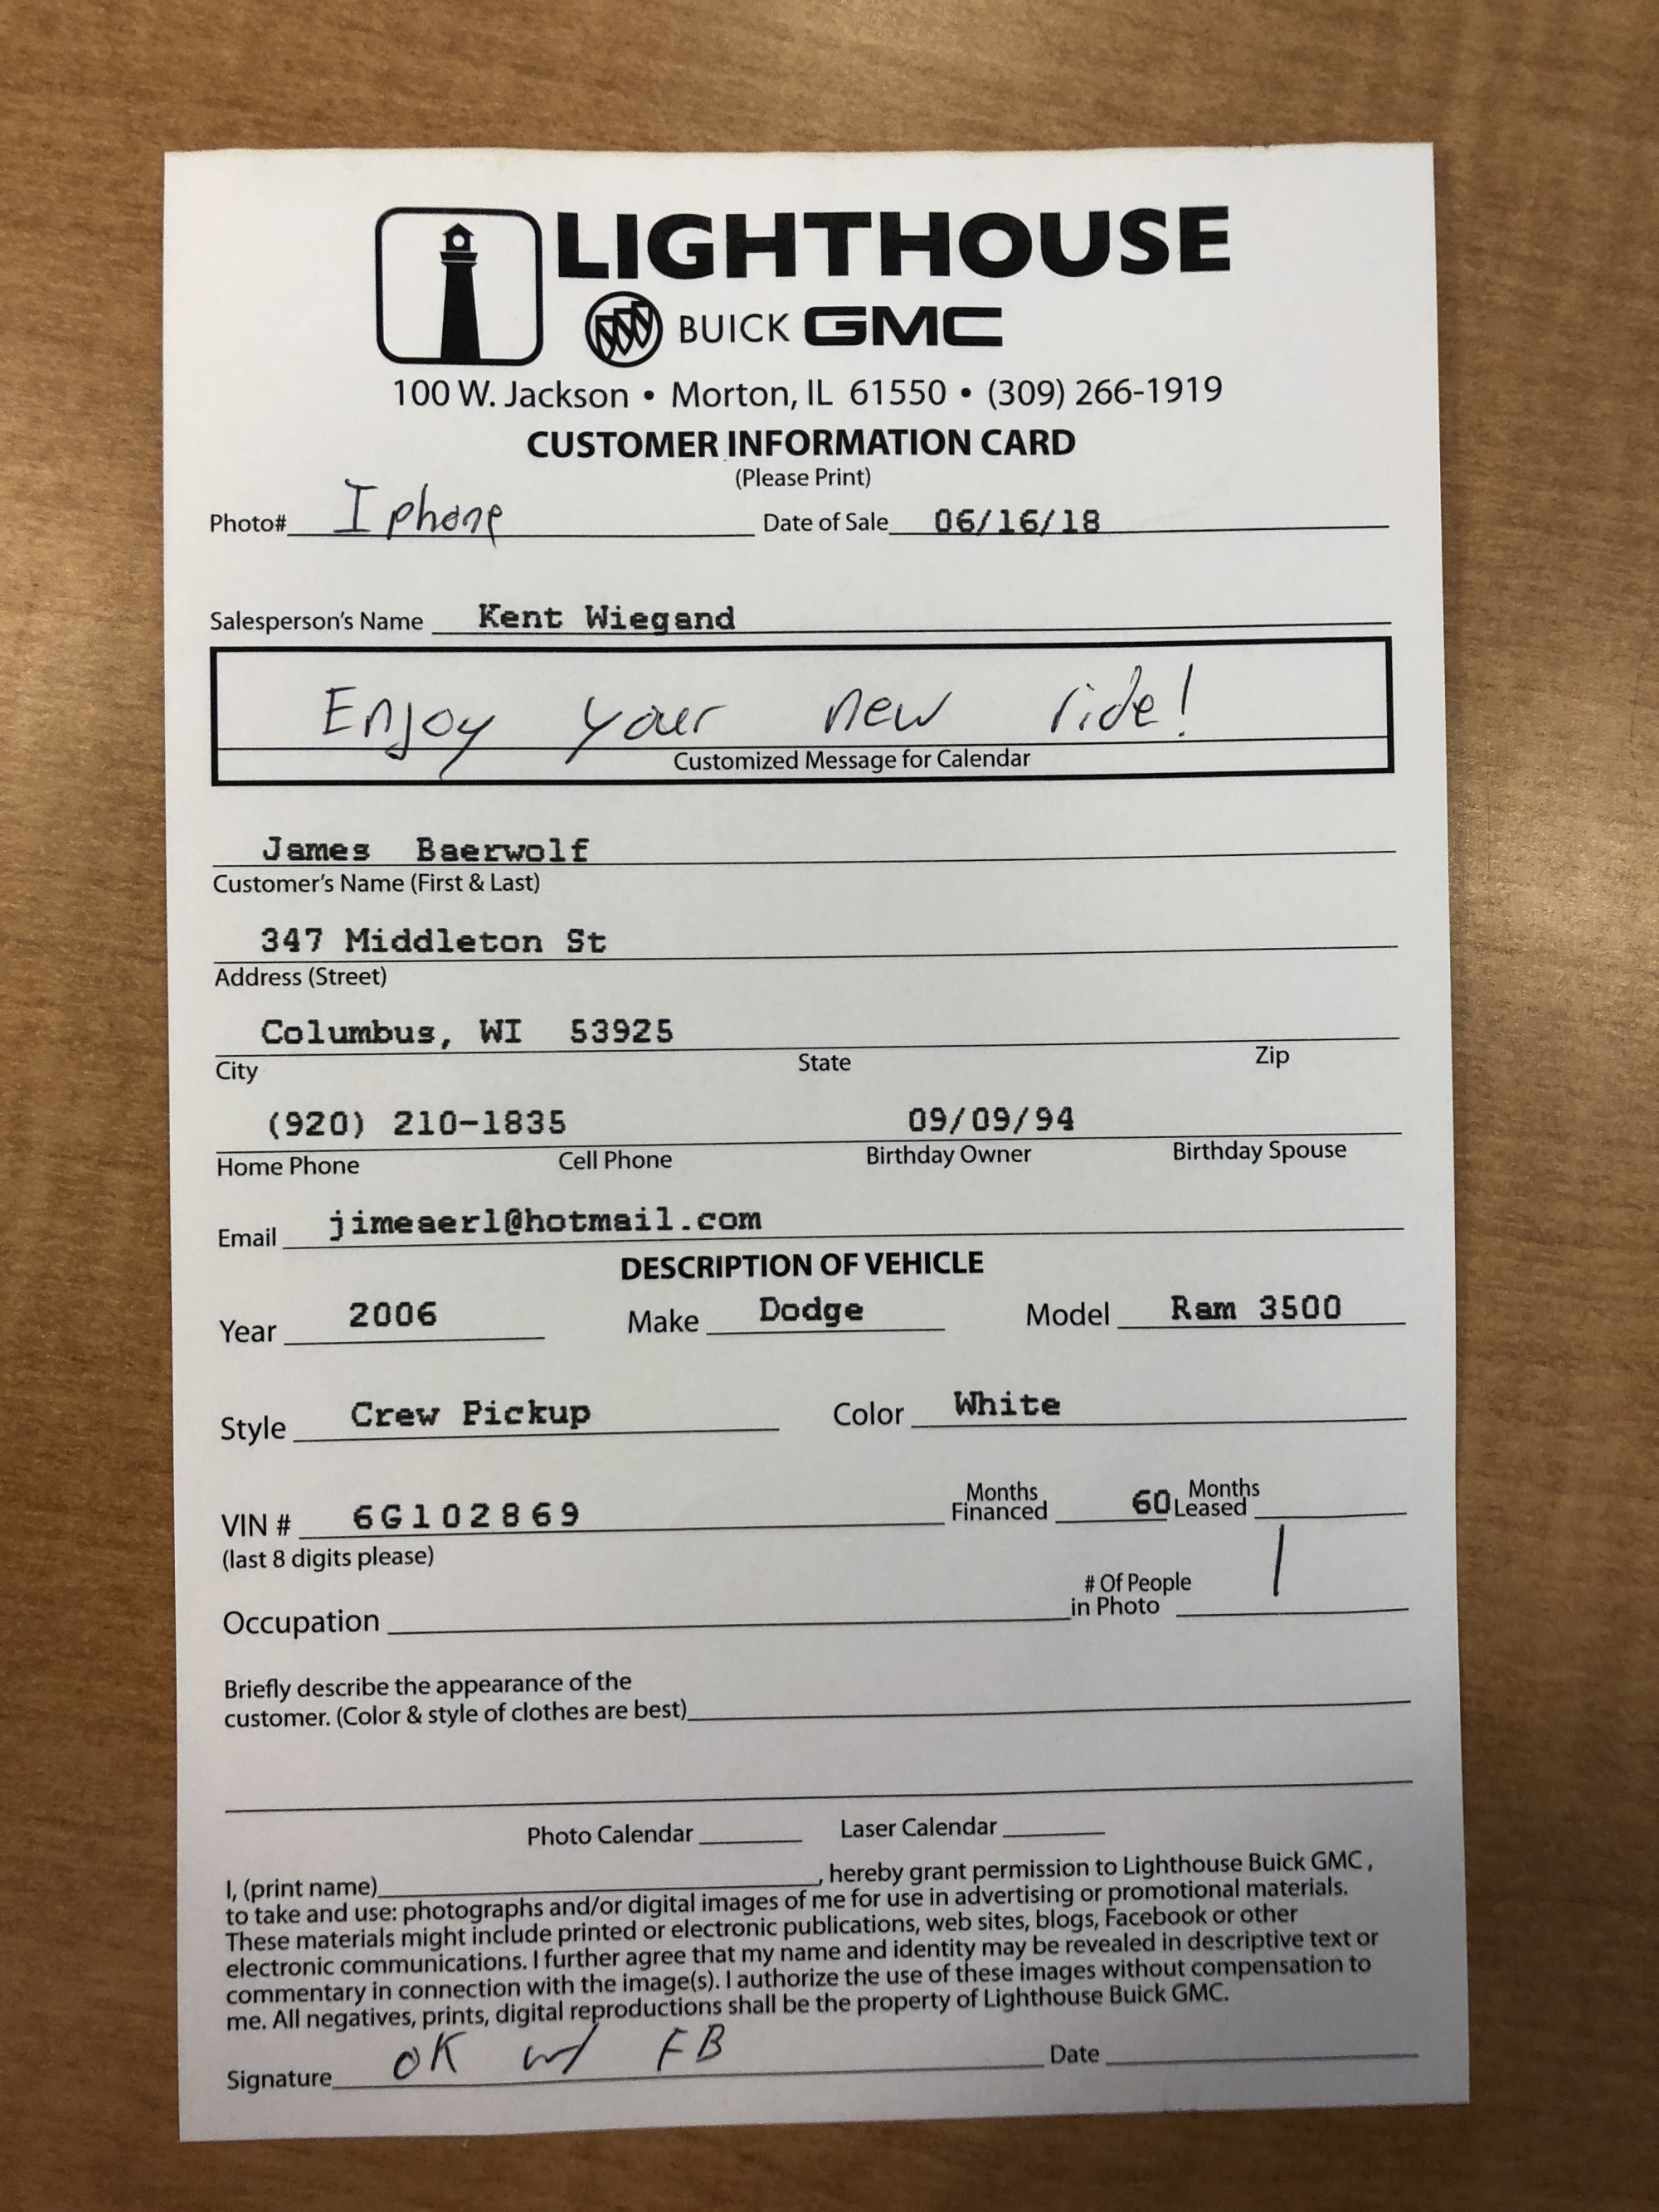 LIGHTHOUSE
BUICK GMC
100 W. Jackson • Morton, IL 61550 • (309) 266-1919
CUSTOMER INFORMATION CARD
(Please Print)
Photo# I phone Date of Sale 06/16/18
Salesperson's Name Kent Wiegand
Enjoy your new ride!
Customized Message for Calendar
James Baerwolf
Customer's Name (First & Last)
347 Middleton St
Address (Street)
Columbus, WI 53925
City State Zip
(920) 210-1835 09/09/94
Home Phone Cell Phone Birthday Owner Birthday Spouse
Email jimeaerl@hotmail.com
DESCRIPTION OF VEHICLE
Year 2006 Make Dodge Model Ram 3500
Style Crew Pickup Color White
VIN # 6G102869 Months Financed 60 Months Leased
(last 8 digits please)
Occupation # Of People in Photo 1
Briefly describe the appearance of the
customer. (Color & style of clothes are best)
Photo Calendar Laser Calendar
I, (print name) , hereby grant permission to Lighthouse Buick GMC ,
to take and use: photographs and/or digital images of me for use in advertising or promotional materials.
These materials might include printed or electronic publications, web sites, blogs, Facebook or other
electronic communications. I further agree that my name and identity may be revealed in descriptive text or
commentary in connection with the image(s). I authorize the use of these images without compensation to
me. All negatives, prints, digital reproductions shall be the property of Lighthouse Buick GMC.
Signature OK w/ FB Date